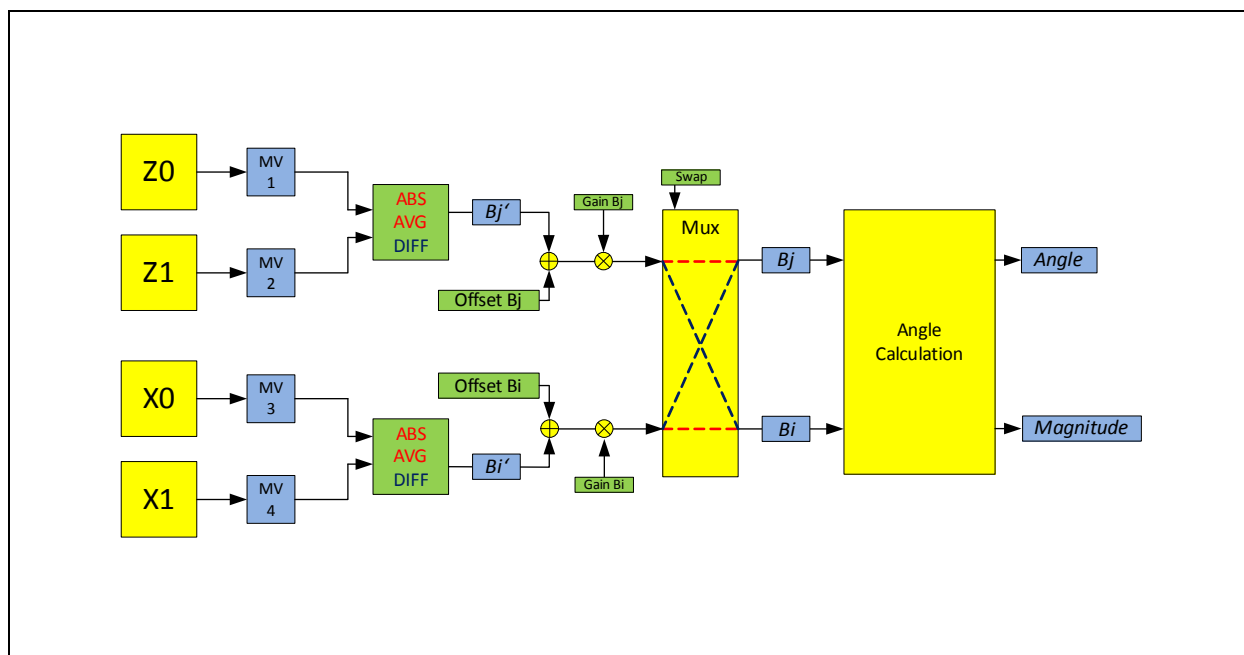 Z0
MV
1
Z1
MV
2
ABS
AVG
DIFF
Bj‘
Offset Bj
Gain Bj
X0
MV
3
X1
MV
4
ABS
AVG
DIFF
Bi‘
Offset Bi
Gain Bi
Swap
Mux
Bj
Bi
Angle
Calculation
Angle
Magnitude